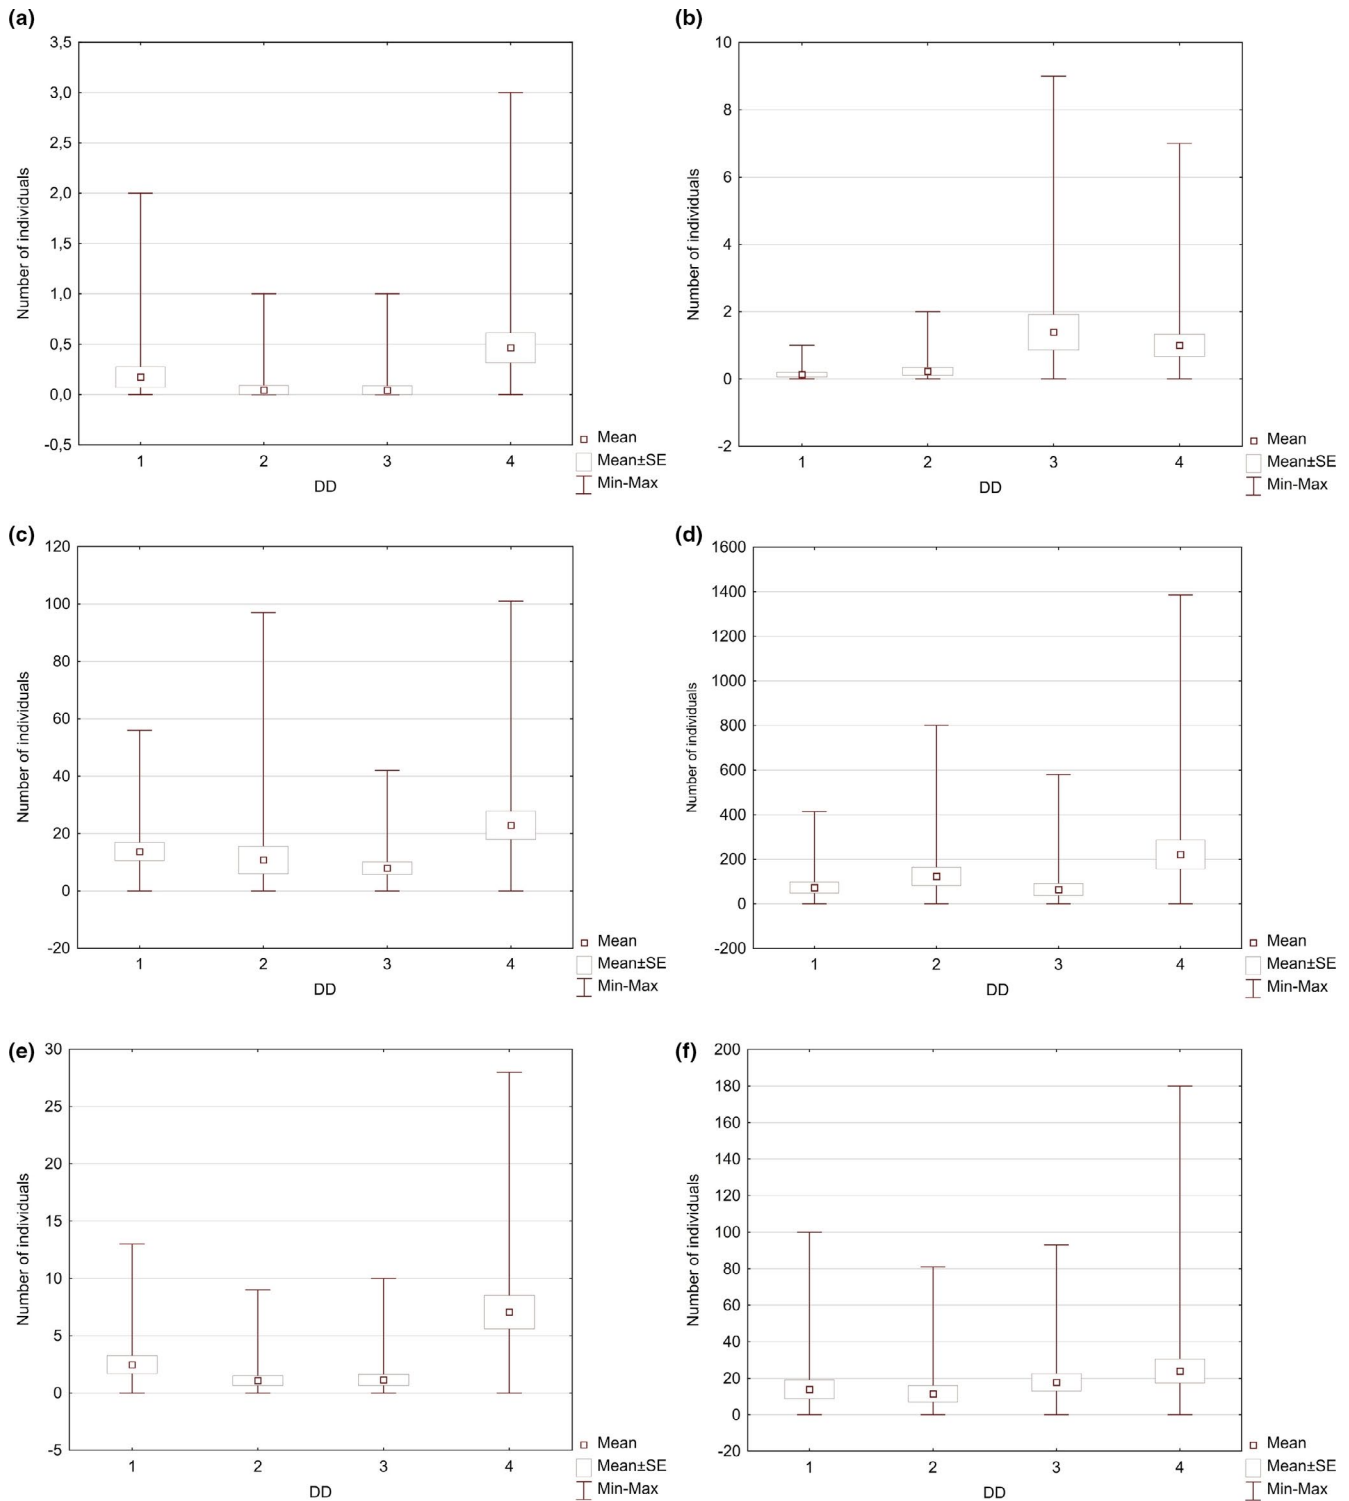 (a)
3,5
3,0
2,5
2,0
1,5
1,0
0,5
0,0
-0,5
Number of individuals
1 2 3 4
DD
Mean
Mean±SE
Min-Max
(b)
10
8
6
4
2
0
-2
Number of individuals
1 2 3 4
DD
Mean
Mean±SE
Min-Max
(c)
120
100
80
60
40
20
0
-20
Number of individuals
1 2 3 4
DD
Mean
Mean±SE
Min-Max
(d)
1600
1400
1200
1000
800
600
400
200
0
-200
Number of individuals
1 2 3 4
DD
Mean
Mean±SE
Min-Max
(e)
30
25
20
15
10
5
0
-5
Number of individuals
1 2 3 4
DD
Mean
Mean±SE
Min-Max
(f)
200
180
160
140
120
100
80
60
40
20
0
-20
Number of individuals
1 2 3 4
DD
Mean
Mean±SE
Min-Max